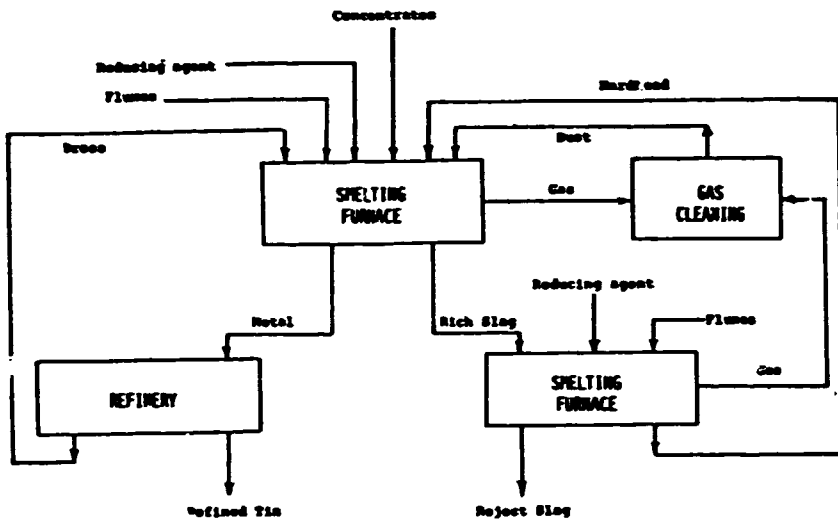 Concentrates
Reducing agent
Fluxes
Hardhead
Dross
Dust
SMELTING
FURNACE
Gas
GAS
CLEANING
Reducing agent
Metal
Rich Slag
Fluxes
REFINERY
SMELTING
FURNACE
Gas
Refined Tin
Reject Slag